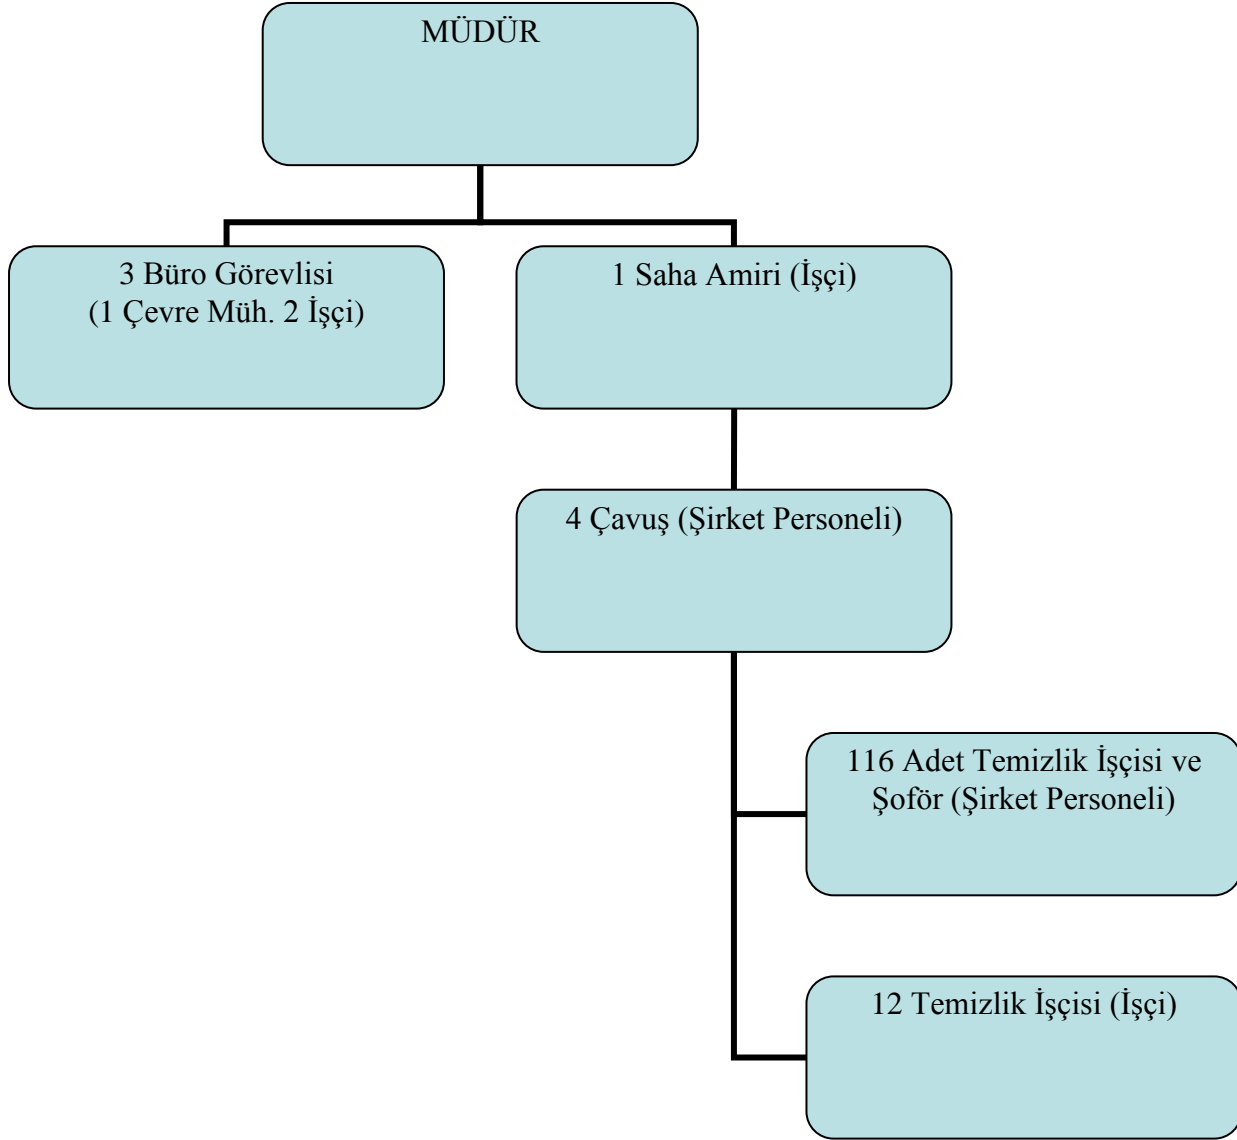 MÜDÜR
3 Büro Görevlisi
(1 Çevre Müh. 2 İşçi)
1 Saha Amiri (İşçi)
4 Çavuş (Şirket Personeli)
116 Adet Temizlik İşçisi ve
Şoför (Şirket Personeli)
12 Temizlik İşçisi (İşçi)